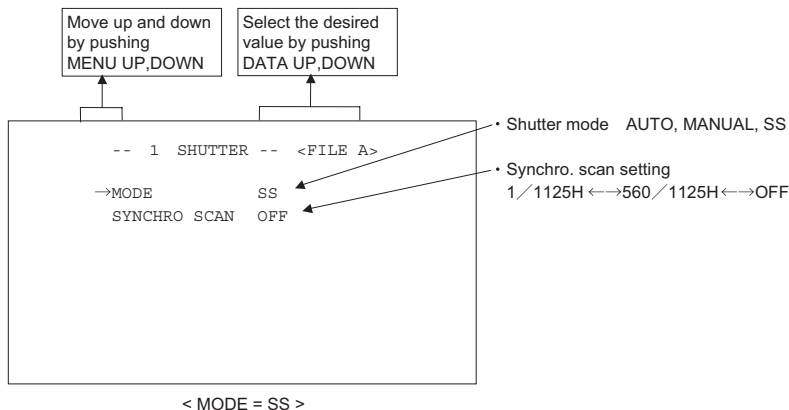 Move up and down
by pushing
MENU UP,DOWN
Select the desired
value by pushing
DATA UP,DOWN
-- 1 SHUTTER -- <FILE A>
→MODE SS
SYNCHRO SCAN OFF
・Shutter mode AUTO, MANUAL, SS
・Synchro. scan setting
1／1125H ←→560／1125H←→OFF
< MODE = SS >